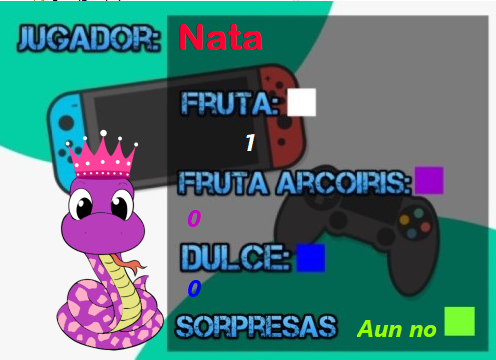 JUGADOR: Nata
FRUTA:
1
FRUTA ARCOIRIS:
0
DULCE:
0
SORPRESAS Aun no